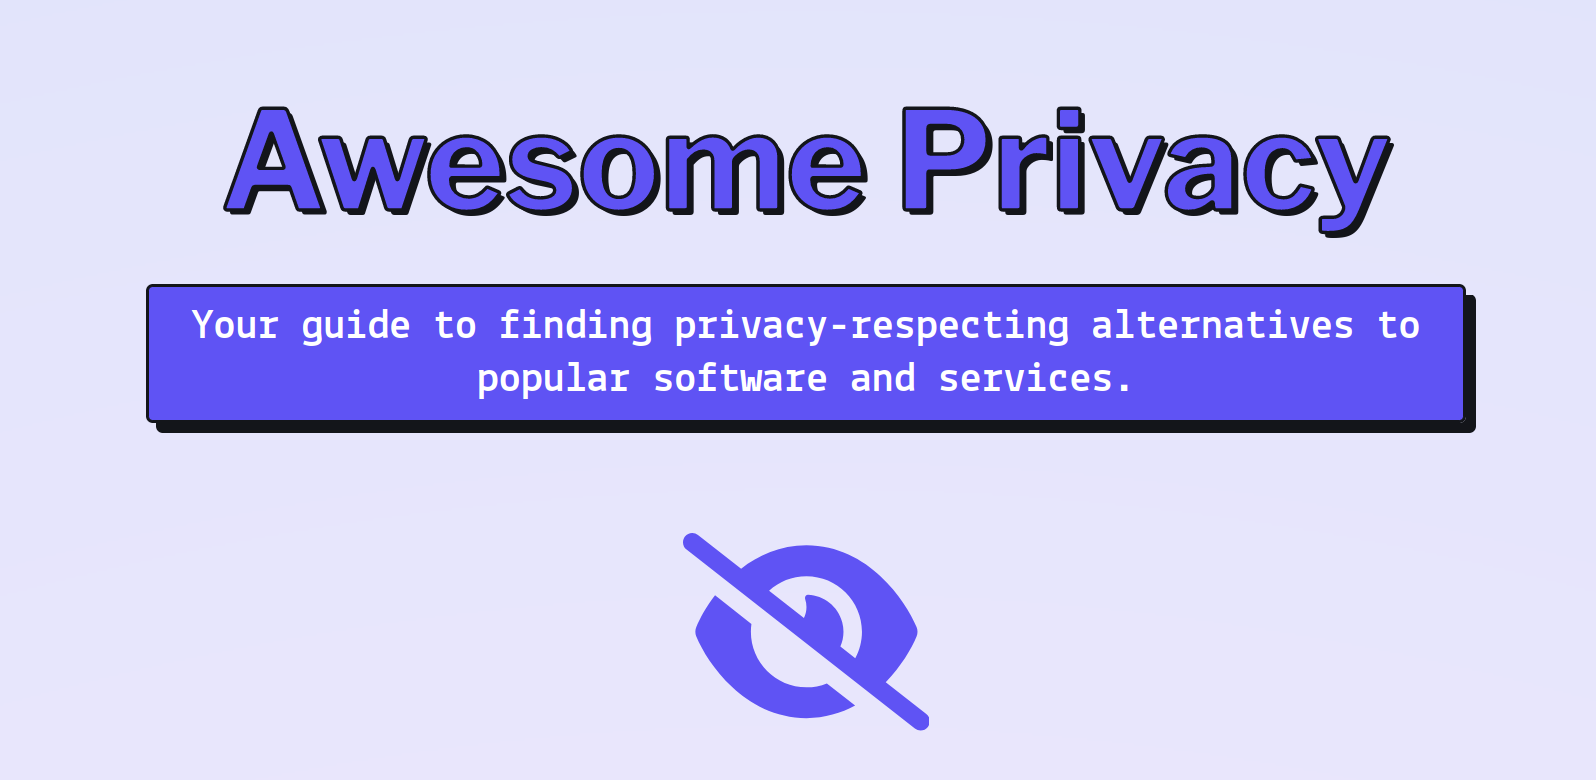 Awesome Privacy
Your guide to finding privacy-respecting alternatives to
popular software and services.